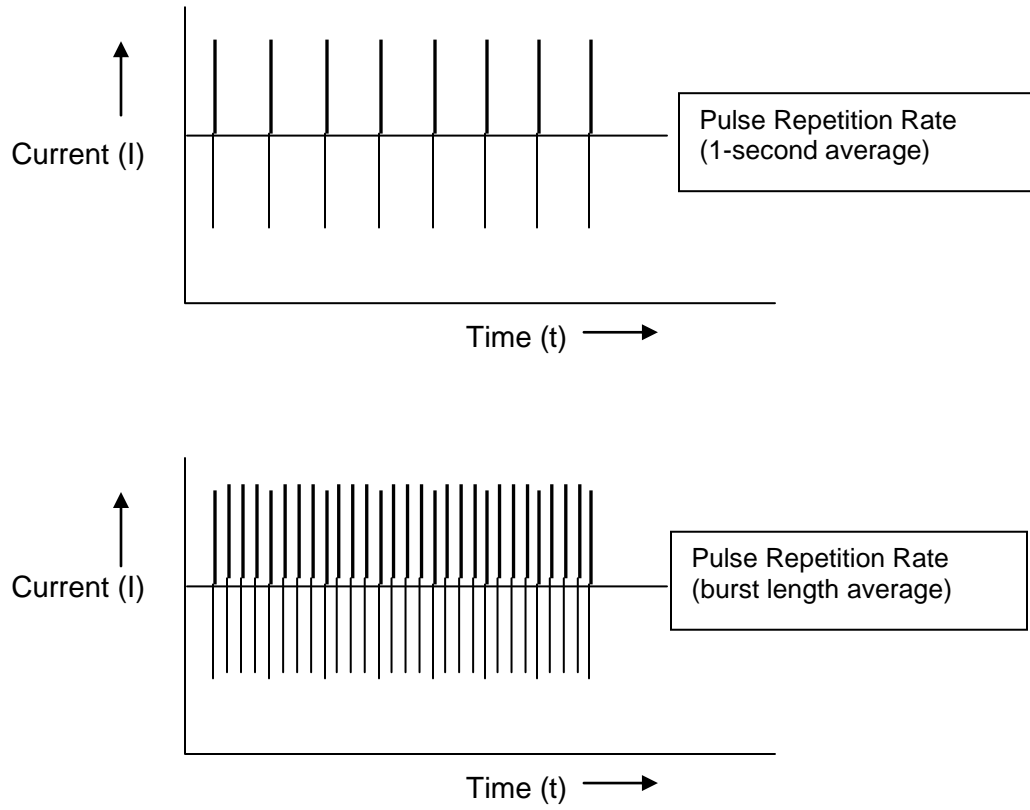 Current (I)
Pulse Repetition Rate
(1-second average)
Time (t)
Current (I)
Pulse Repetition Rate
(burst length average)
Time (t)